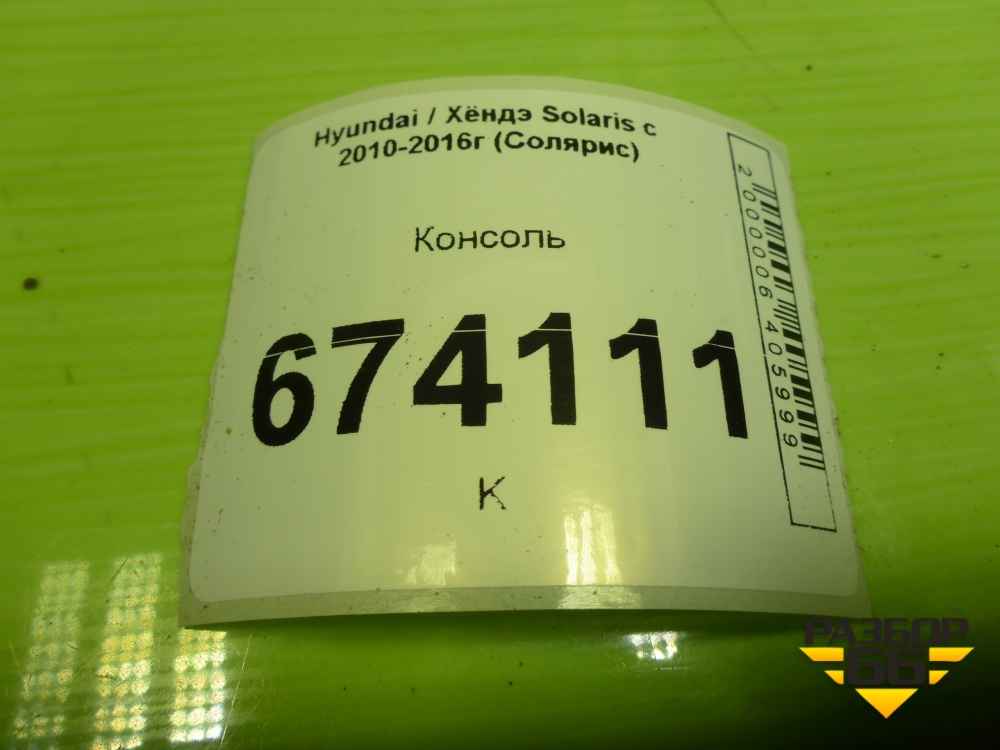 Hyundai / Хёндэ Solaris с
2010-2016г (Солярис)
Консоль
674111
К
2000006405999
РАЗБОР
66